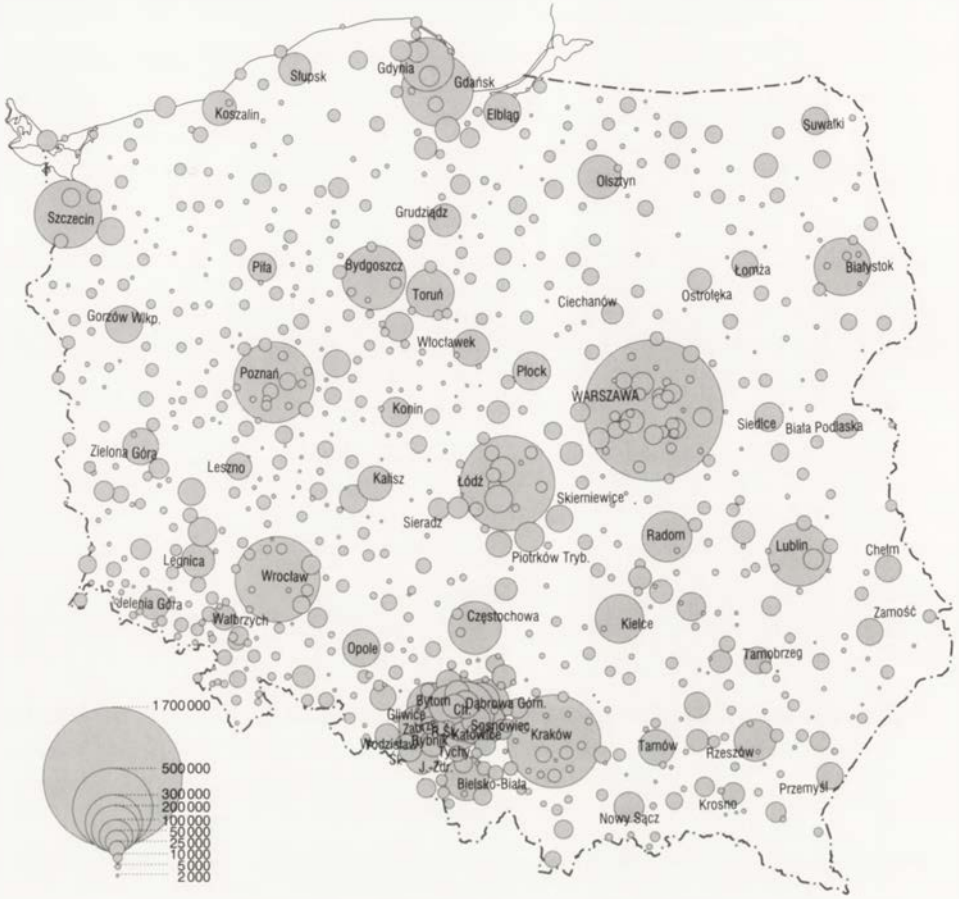 Gdynia
Słupsk
Gdańsk
Koszalin
Elbląg
Suwałki
Olsztyn
Szczecin
Grudziądz
Piła
Bydgoszcz
Łomża
Białystok
Toruń
Ostrołęka
Ciechanów
Gorzów Wlkp.
Włocławek
Poznań
Płock
WARSZAWA
Konin
Siedlce
Biała Podlaska
Zielona Góra
Leszno
Kalisz
Łódź
Skierniewice
Sieradz
Radom
Lublin
Piotrków Tryb.
Chełm
Legnica
Wrocław
Jelenia Góra
Wałbrzych
Częstochowa
Kielce
Zamość
Opole
Tarnobrzeg
Bytom
Dąbrowa Górn.
Gliwice
Sosnowiec
Katowice
Kraków
Rybnik
Tychy
Tarnów
Rzeszów
J.-Zdr.
Bielsko-Biała
Przemyśl
Krosno
Nowy Sącz
1 700 000
500 000
300 000
200 000
100 000
50 000
25 000
10 000
5 000
2 000